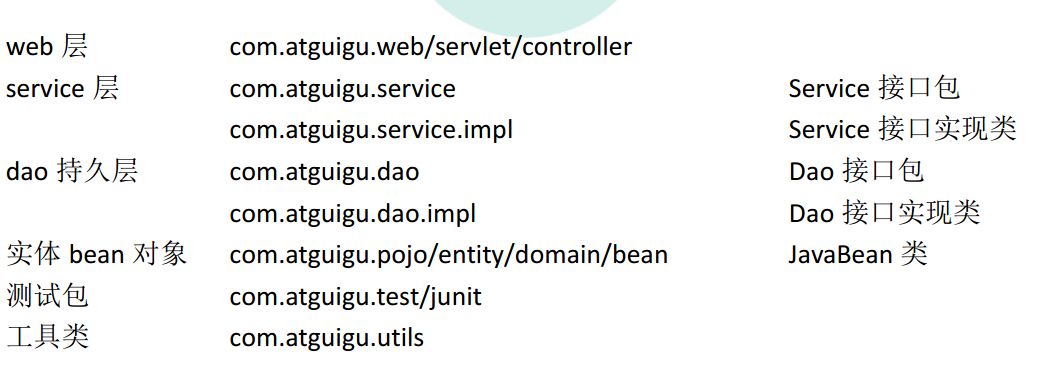 web 层 com.atguigu.web/servlet/controller
service 层 com.atguigu.service Service 接口包
com.atguigu.service.impl Service 接口实现类
dao 持久层 com.atguigu.dao Dao 接口包
com.atguigu.dao.impl Dao 接口实现类
实体 bean 对象 com.atguigu.pojo/entity/domain/bean JavaBean 类
测试包 com.atguigu.test/junit
工具类 com.atguigu.utils